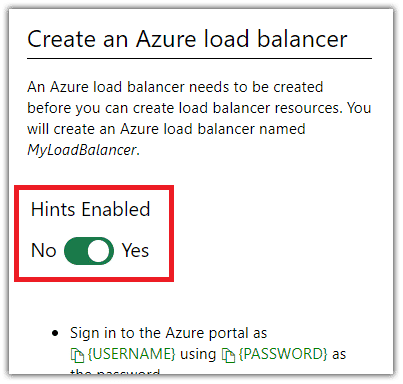 Create an Azure load balancer
An Azure load balancer needs to be created
before you can create load balancer resources. You
will create an Azure load balancer named
MyLoadBalancer.
Hints Enabled
No Yes
• Sign in to the Azure portal as
{USERNAME} using {PASSWORD} as
the password